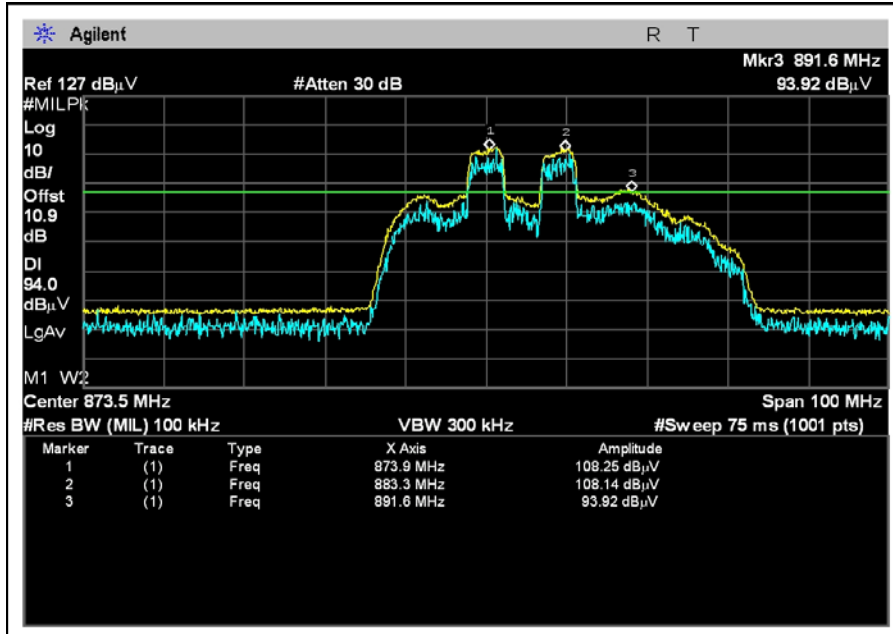 Agilent R T
Mkr3 891.6 MHz
Ref 127 dBµV #Atten 30 dB 93.92 dBµV
#MILPk
Log
10
dB/
Offst
10.9
dB
DI
94.0
dBµV
LgAv
M1 W2
1 2 3
Center 873.5 MHz Span 100 MHz
#Res BW (MIL) 100 kHz VBW 300 kHz #Sweep 75 ms (1001 pts)
Marker Trace Type X Axis Amplitude
1 (1) Freq 873.9 MHz 108.25 dBµV
2 (1) Freq 883.3 MHz 108.14 dBµV
3 (1) Freq 891.6 MHz 93.92 dBµV